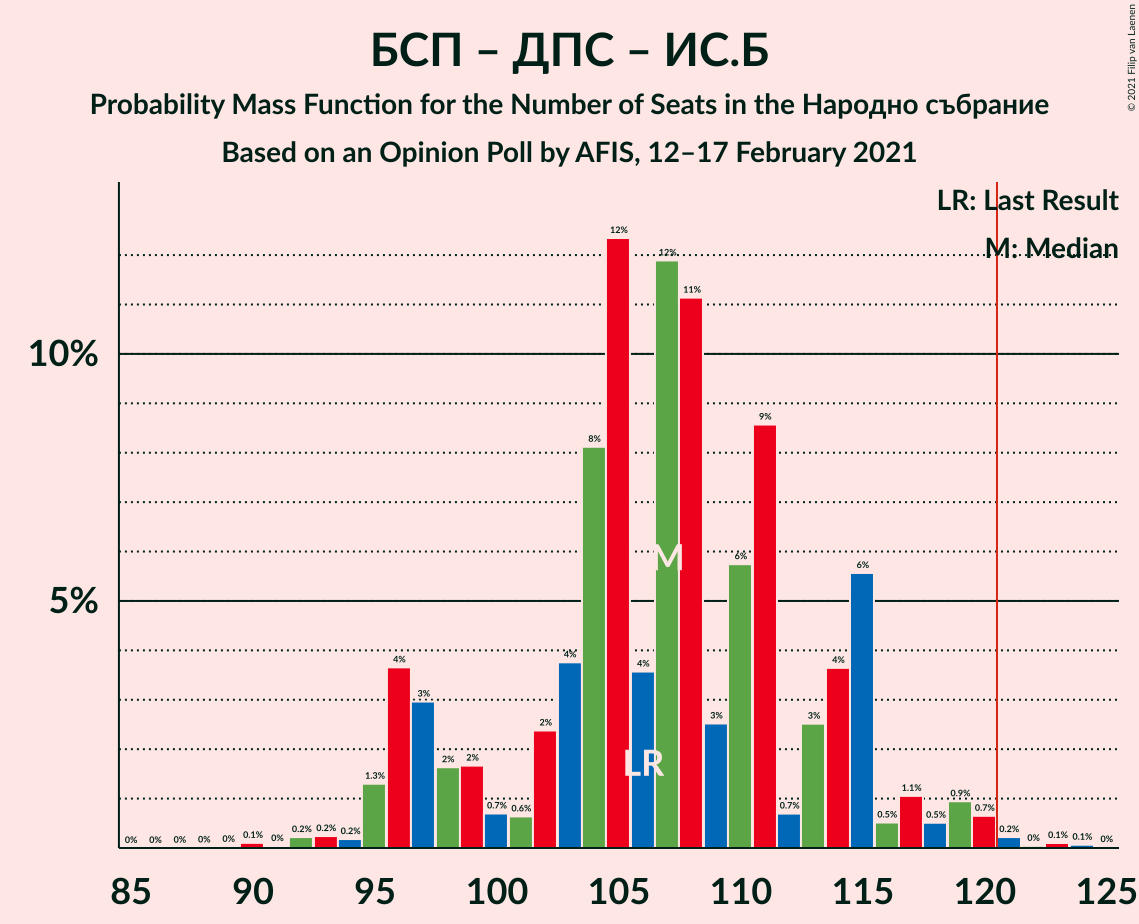 БСП – ДПС – ИС.Б
Probability Mass Function for the Number of Seats in the Народно събрание
Based on an Opinion Poll by AFIS, 12–17 February 2021
© 2021 Filip van Laenen
LR: Last Result
M: Median
10%
5%
0% 0% 0% 0% 0% 0.1% 0% 0.2% 0.2% 0.2% 1.3% 4% 3% 2% 2% 0.7% 0.6% 2% 4% 8% 12% 4% 12% 11% 3% 6% 9% 0.7% 3% 4% 6% 0.5% 1.1% 0.5% 0.9% 0.7% 0.2% 0% 0.1% 0.1% 0%
M
LR
85 90 95 100 105 110 115 120 125